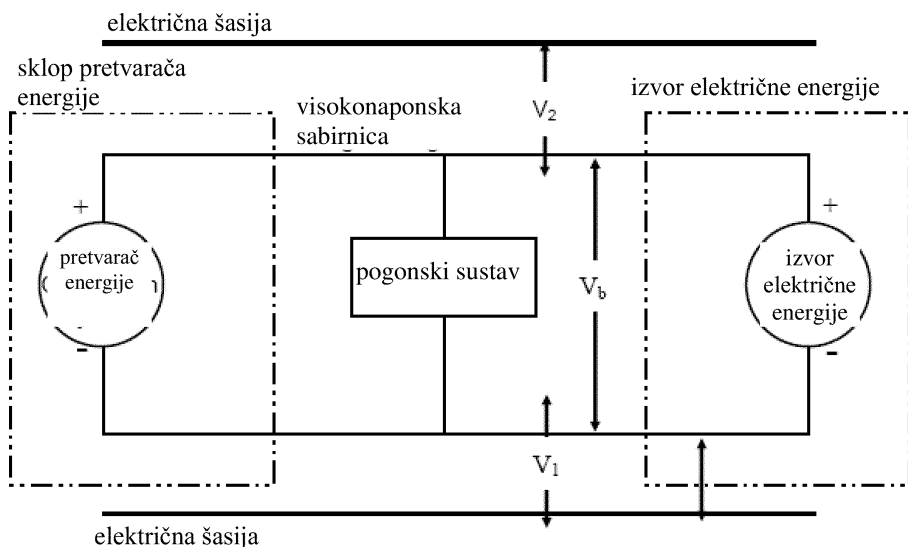 električna šasija
sklop pretvarača
energije
izvor električne energije
visokonaponska
sabirnica
V2
+
+
pretvarač
energije
pogonski sustav
Vb
izvor
električne
energije
-
-
V1
električna šasija